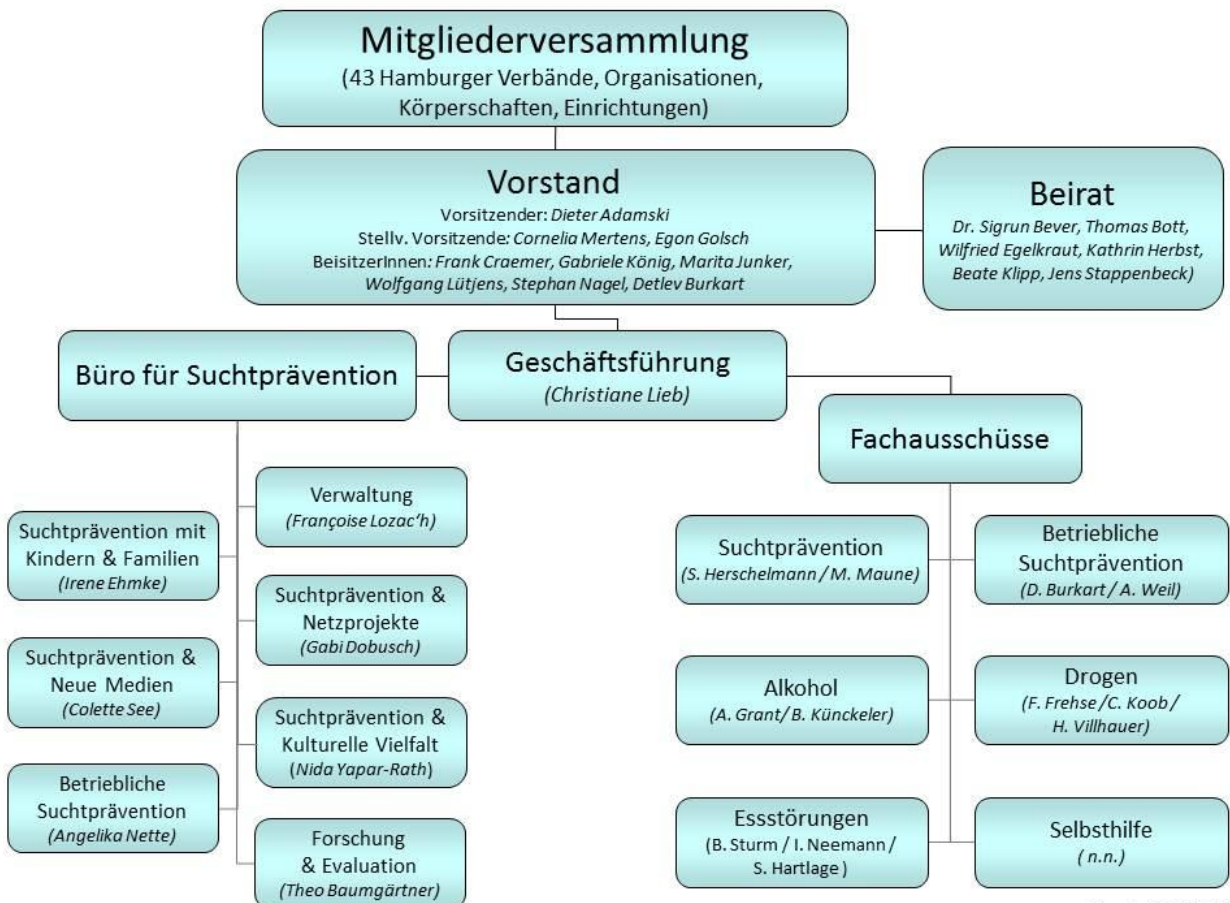 Mitgliederversammlung
(43 Hamburger Verbände, Organisationen,
Körperschaften, Einrichtungen)
Vorstand
Vorsitzender: Dieter Adamski
Stellv. Vorsitzende: Cornelia Mertens, Egon Golsch
BeisitzerInnen: Frank Craemer, Gabriele König, Marita Junker,
Wolfgang Lütjens, Stephan Nagel, Detlev Burkart
Beirat
Dr. Sigrun Bever, Thomas Bott,
Wilfried Egelkraut, Kathrin Herbst,
Beate Klipp, Jens Stappenbeck)
Büro für Suchtprävention
Geschäftsführung
(Christiane Lieb)
Fachausschüsse
Verwaltung
(Françoise Lozac‘h)
Suchtprävention mit
Kindern & Familien
(Irene Ehmke)
Suchtprävention &
Netzprojekte
(Gabi Dobusch)
Suchtprävention &
Neue Medien
(Colette See)
Suchtprävention &
Kulturelle Vielfalt
(Nida Yapar-Rath)
Betriebliche
Suchtprävention
(Angelika Nette)
Forschung
& Evaluation
(Theo Baumgärtner)
Suchtprävention
(S. Herschelmann / M. Maune)
Betriebliche
Suchtprävention
(D. Burkart / A. Weil)
Alkohol
(A. Grant/ B. Künckeler)
Drogen
(F. Frehse /C. Koob /
H. Villhauer)
Essstörungen
(B. Sturm / I. Neemann /
S. Hartlage )
Selbsthilfe
( n.n.)